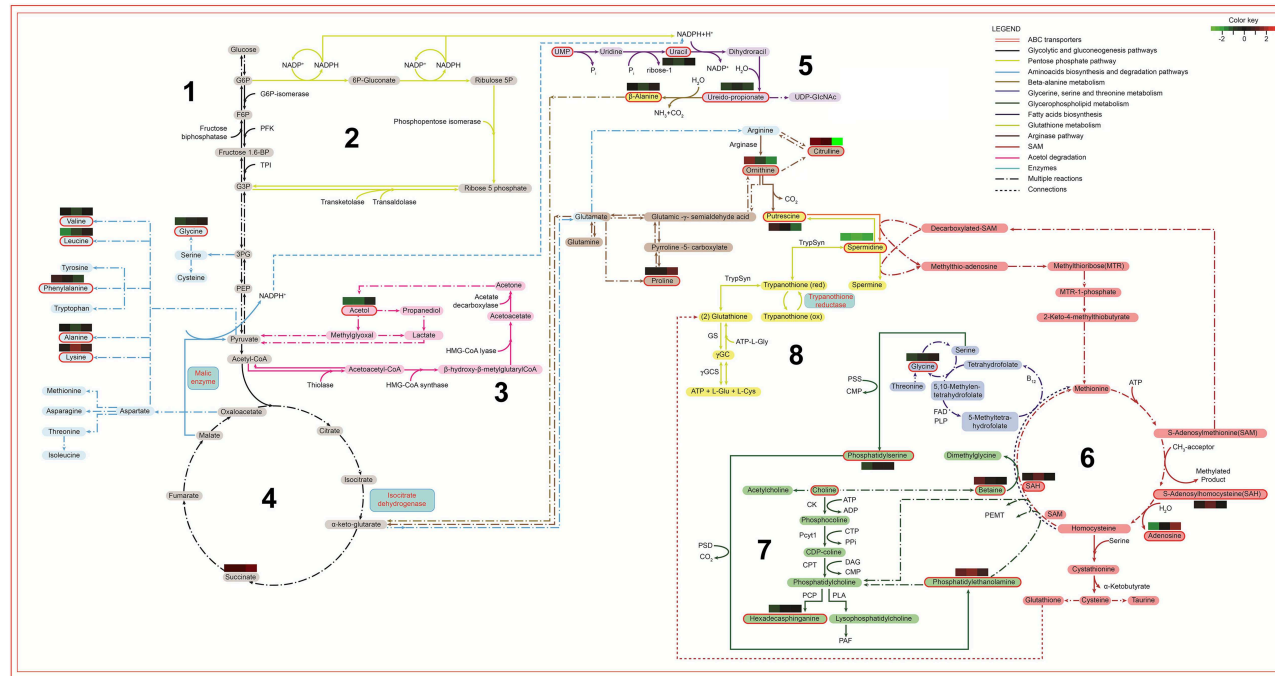 LEGEND
ABC transporters
Glycolytic and gluconeogenesis pathways
Pentose phosphate pathway
Aminoacids biosynthesis and degradation pathways
Beta-alanine metabolism
Glycerine, serine and threonine metabolism
Glycerophospholipid metabolism
Fatty acids biosynthesis
Glutathione metabolism
Arginase pathway
SAM
Acetol degradation
Enzymes
Multiple reactions
Connections
Color key
-2 0 2
1
Glucose
G6P
G6P-isomerase
F6P
Fructose
biphosphatase
PFK
Fructose 1.6-BP
TPI
G3P
3PG
PEP
Pyruvate
Acetyl-CoA
2
NADP⁺ NADPH
NADP⁺ NADPH
6P-Gluconate
Ribulose 5P
Phosphopentose isomerase
Ribose 5 phosphate
Transketolase
Transaldolase
Valine
Leucine
Glycine
Serine
Cysteine
Tyrosine
Phenylalanine
Tryptophan
NADPH⁺
Alanine
Lysine
Malic
enzyme
Methionine
Asparagine
Aspartate
Threonine
Isoleucine
3
Acetone
Acetate
decarboxylase
Acetoacetate
Acetol
Propanediol
Methylglyoxal
Lactate
HMG-CoA lyase
Acetoacetyl-CoA
β-hydroxy-β-metylglutarylCoA
Thiolase
HMG-CoA synthase
4
Oxaloacetate
Citrate
Isocitrate
Isocitrate
dehydrogenase
α-keto-glutarate
Succinate
Fumarate
Malate
5
NADPH+H⁺
UMP
Uridine
Uracil
Dihydroracil
Pi
Pi
ribose-1
NADP⁺
H₂O
β-Alanine
H₂O
Ureido-propionate
UDP-GlcNAc
NH₃+CO₂
Arginine
Arginase
Citrulline
Ornithine
CO₂
Glutamate
Glutamic -γ- semialdehyde acid
Putrescine
Glutamine
Pyrroline -5- carboxylate
Proline
TrypSyn
Spermidine
Decarboxylated-SAM
Methylthio-adenosine
TrypSyn
Trypanothione (red)
Spermine
Trypanothione
reductase
Trypanothione (ox)
(2) Glutathione
GS
ATP-L-Gly
γGC
γGCS
ATP + L-Glu + L-Cys
8
Methylthioribose(MTR)
MTR-1-phosphate
2-Keto-4-methylthiobutyrate
Serine
Glycine
Tetrahydrofolate
Threonine
5,10-Methylen-
tetrahydrofolate
B₁₂
FAD
PLP
5-Methyltetra-
hydrofolate
Methionine
ATP
S-Adenosylmethionine(SAM)
6
CH₃-acceptor
Methylated
Product
S-Adenosylhomocysteine(SAH)
H₂O
Adenosine
Homocysteine
Serine
Cystathionine
α-Ketobutyrate
Glutathione
Cysteine
Taurine
PSS
CMP
Phosphatidylserine
Dimethylglycine
SAH
Acetylcholine
Choline
Betaine
SAM
PEMT
CK
ATP
ADP
Phosphocoline
7
Pcyt1
CTP
PPi
PSD
CO₂
CDP-coline
CPT
DAG
CMP
Phosphatidylcholine
Phosphatidylethanolamine
PCP
PLA
Hexadecasphinganine
Lysophosphatidylcholine
PAF